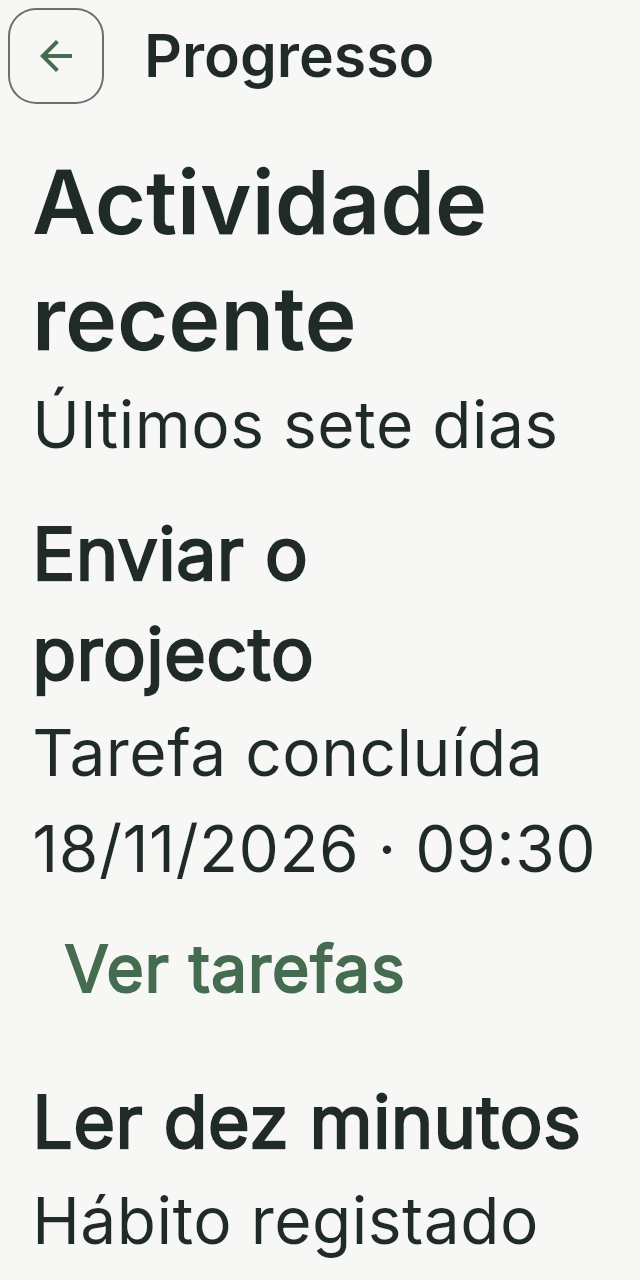 Progresso
Actividade
recente
Últimos sete dias
Enviar o
projecto
Tarefa concluída
18/11/2026 · 09:30
Ver tarefas
Ler dez minutos
Hábito registado